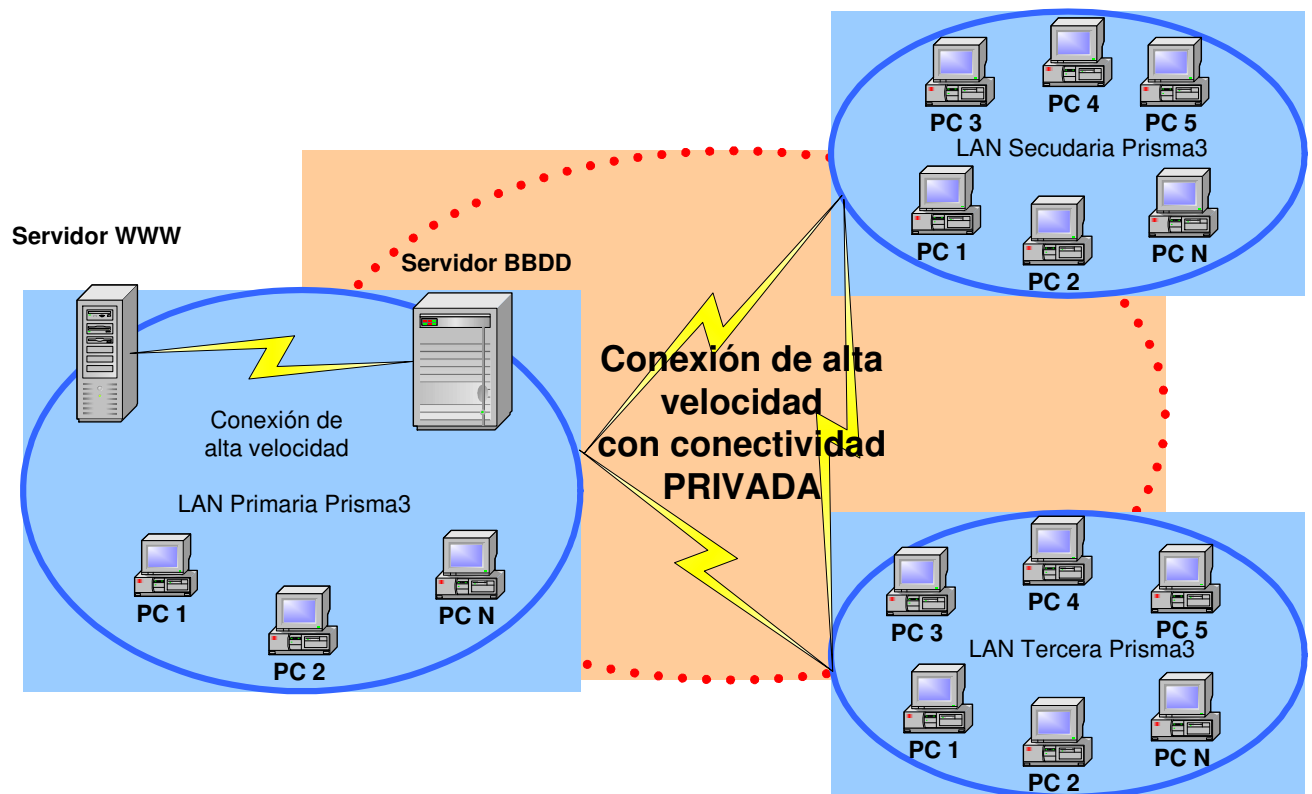 Servidor WWW
Servidor BBDD
Conexión de
alta velocidad
LAN Primaria Prisma3
PC 1
PC 2
PC N
Conexión de alta
velocidad
con conectividad
PRIVADA
PC 3
PC 4
PC 5
LAN Secudaria Prisma3
PC 1
PC 2
PC N
PC 3
PC 4
PC 5
LAN Tercera Prisma3
PC 1
PC 2
PC N